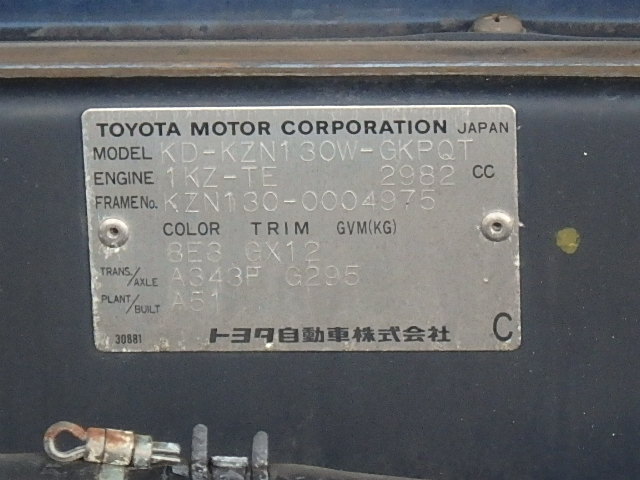 TOYOTA MOTOR CORPORATION JAPAN
MODEL KD-KZN130W-GKPQT
ENGINE 1KZ-TE 2982 CC
FRAME No. KZN130-0004975
COLOR TRIM GVM(KG)
8E3 GX12
TRANS./AXLE A343F G295
PLANT/BUILT A51
30881 トヨタ自動車株式会社 C